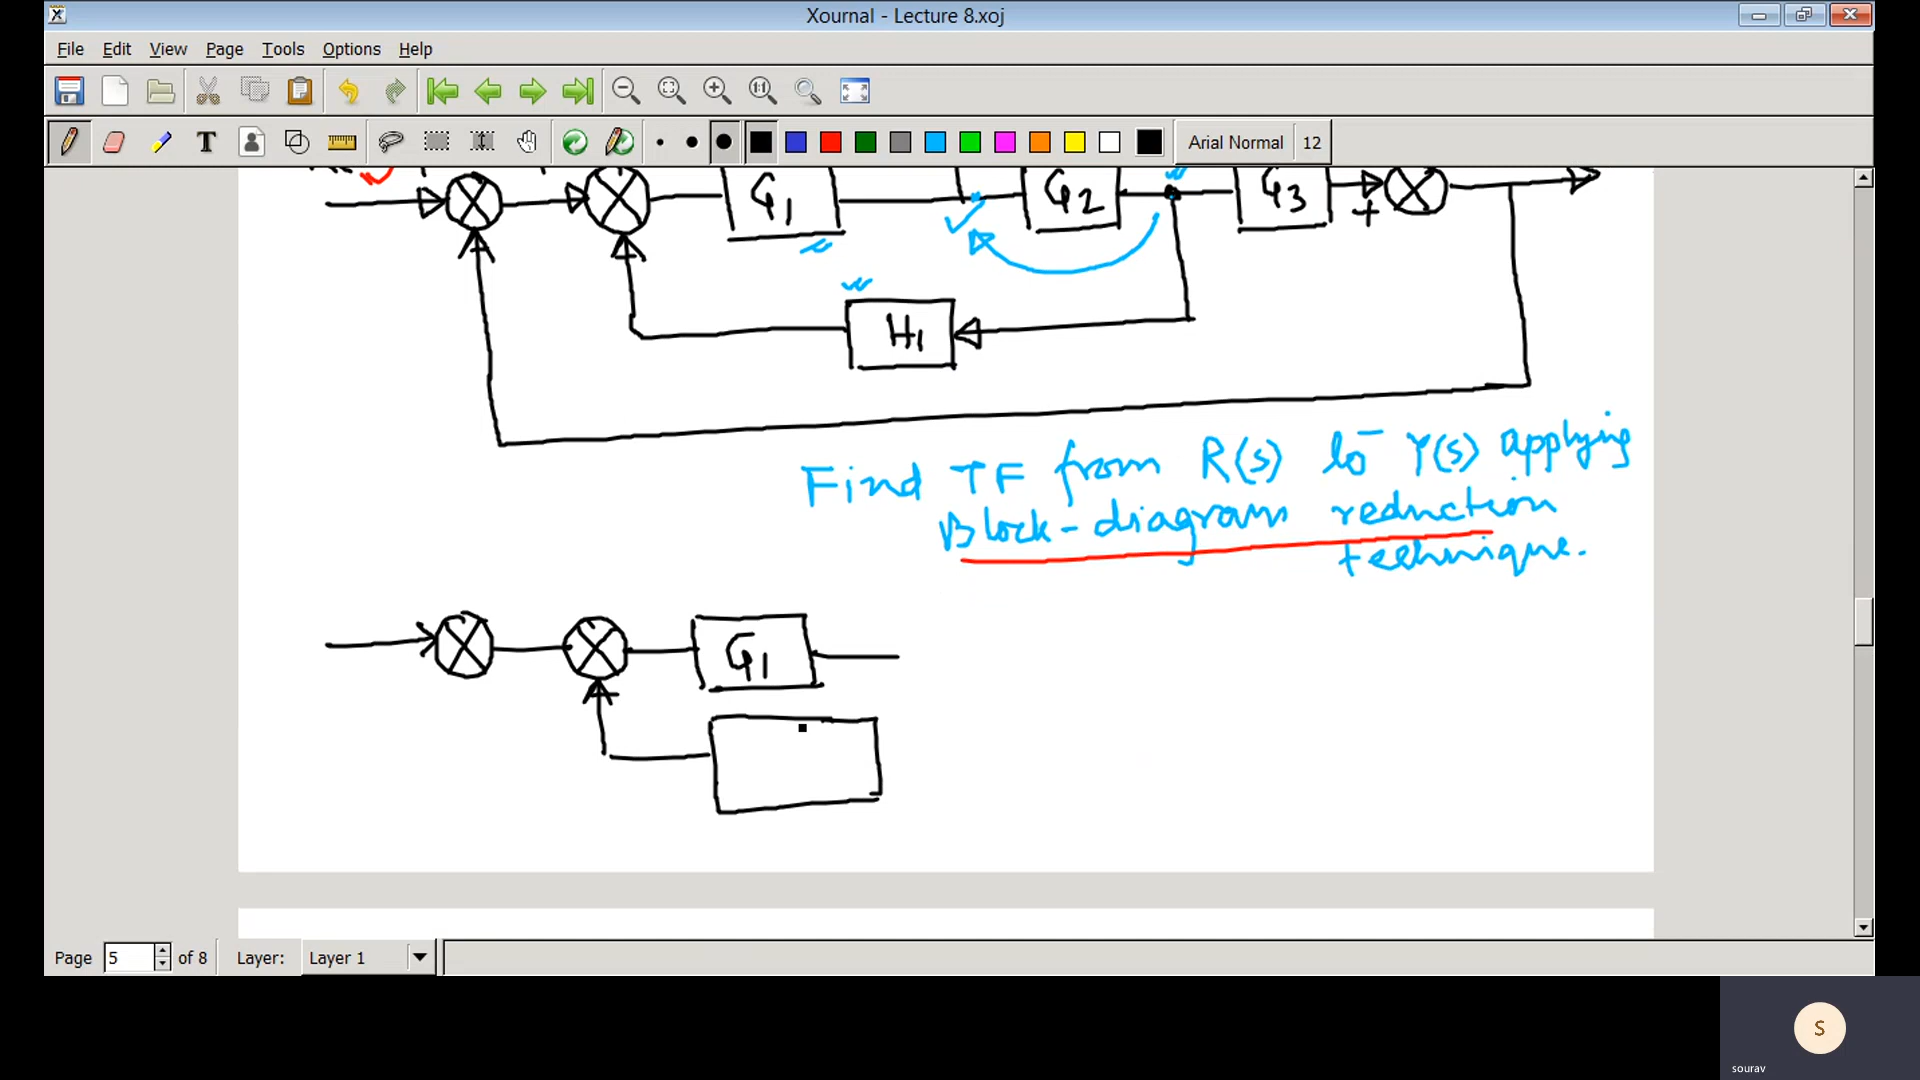 Xournal - Lecture 8.xoj
File Edit View Page Tools Options Help
Arial Normal 12
G1 G2 G3
+
H1
Find TF from R(s) to Y(s) applying
Block-diagram reduction
technique.
G1
Page 5 of 8 Layer: Layer 1
S
sourav